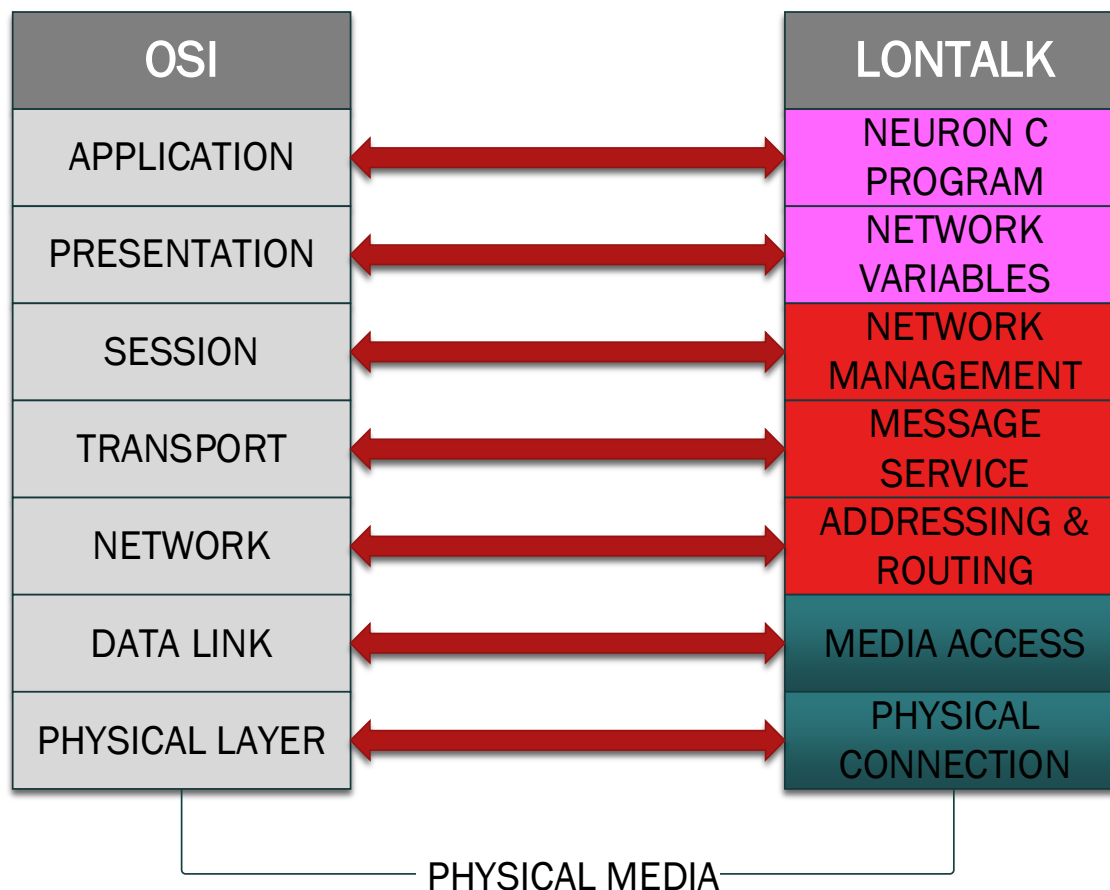 OSI
LONTALK
APPLICATION
NEURON C
PROGRAM
PRESENTATION
NETWORK
VARIABLES
SESSION
NETWORK
MANAGEMENT
TRANSPORT
MESSAGE
SERVICE
NETWORK
ADDRESSING &
ROUTING
DATA LINK
MEDIA ACCESS
PHYSICAL LAYER
PHYSICAL
CONNECTION
PHYSICAL MEDIA